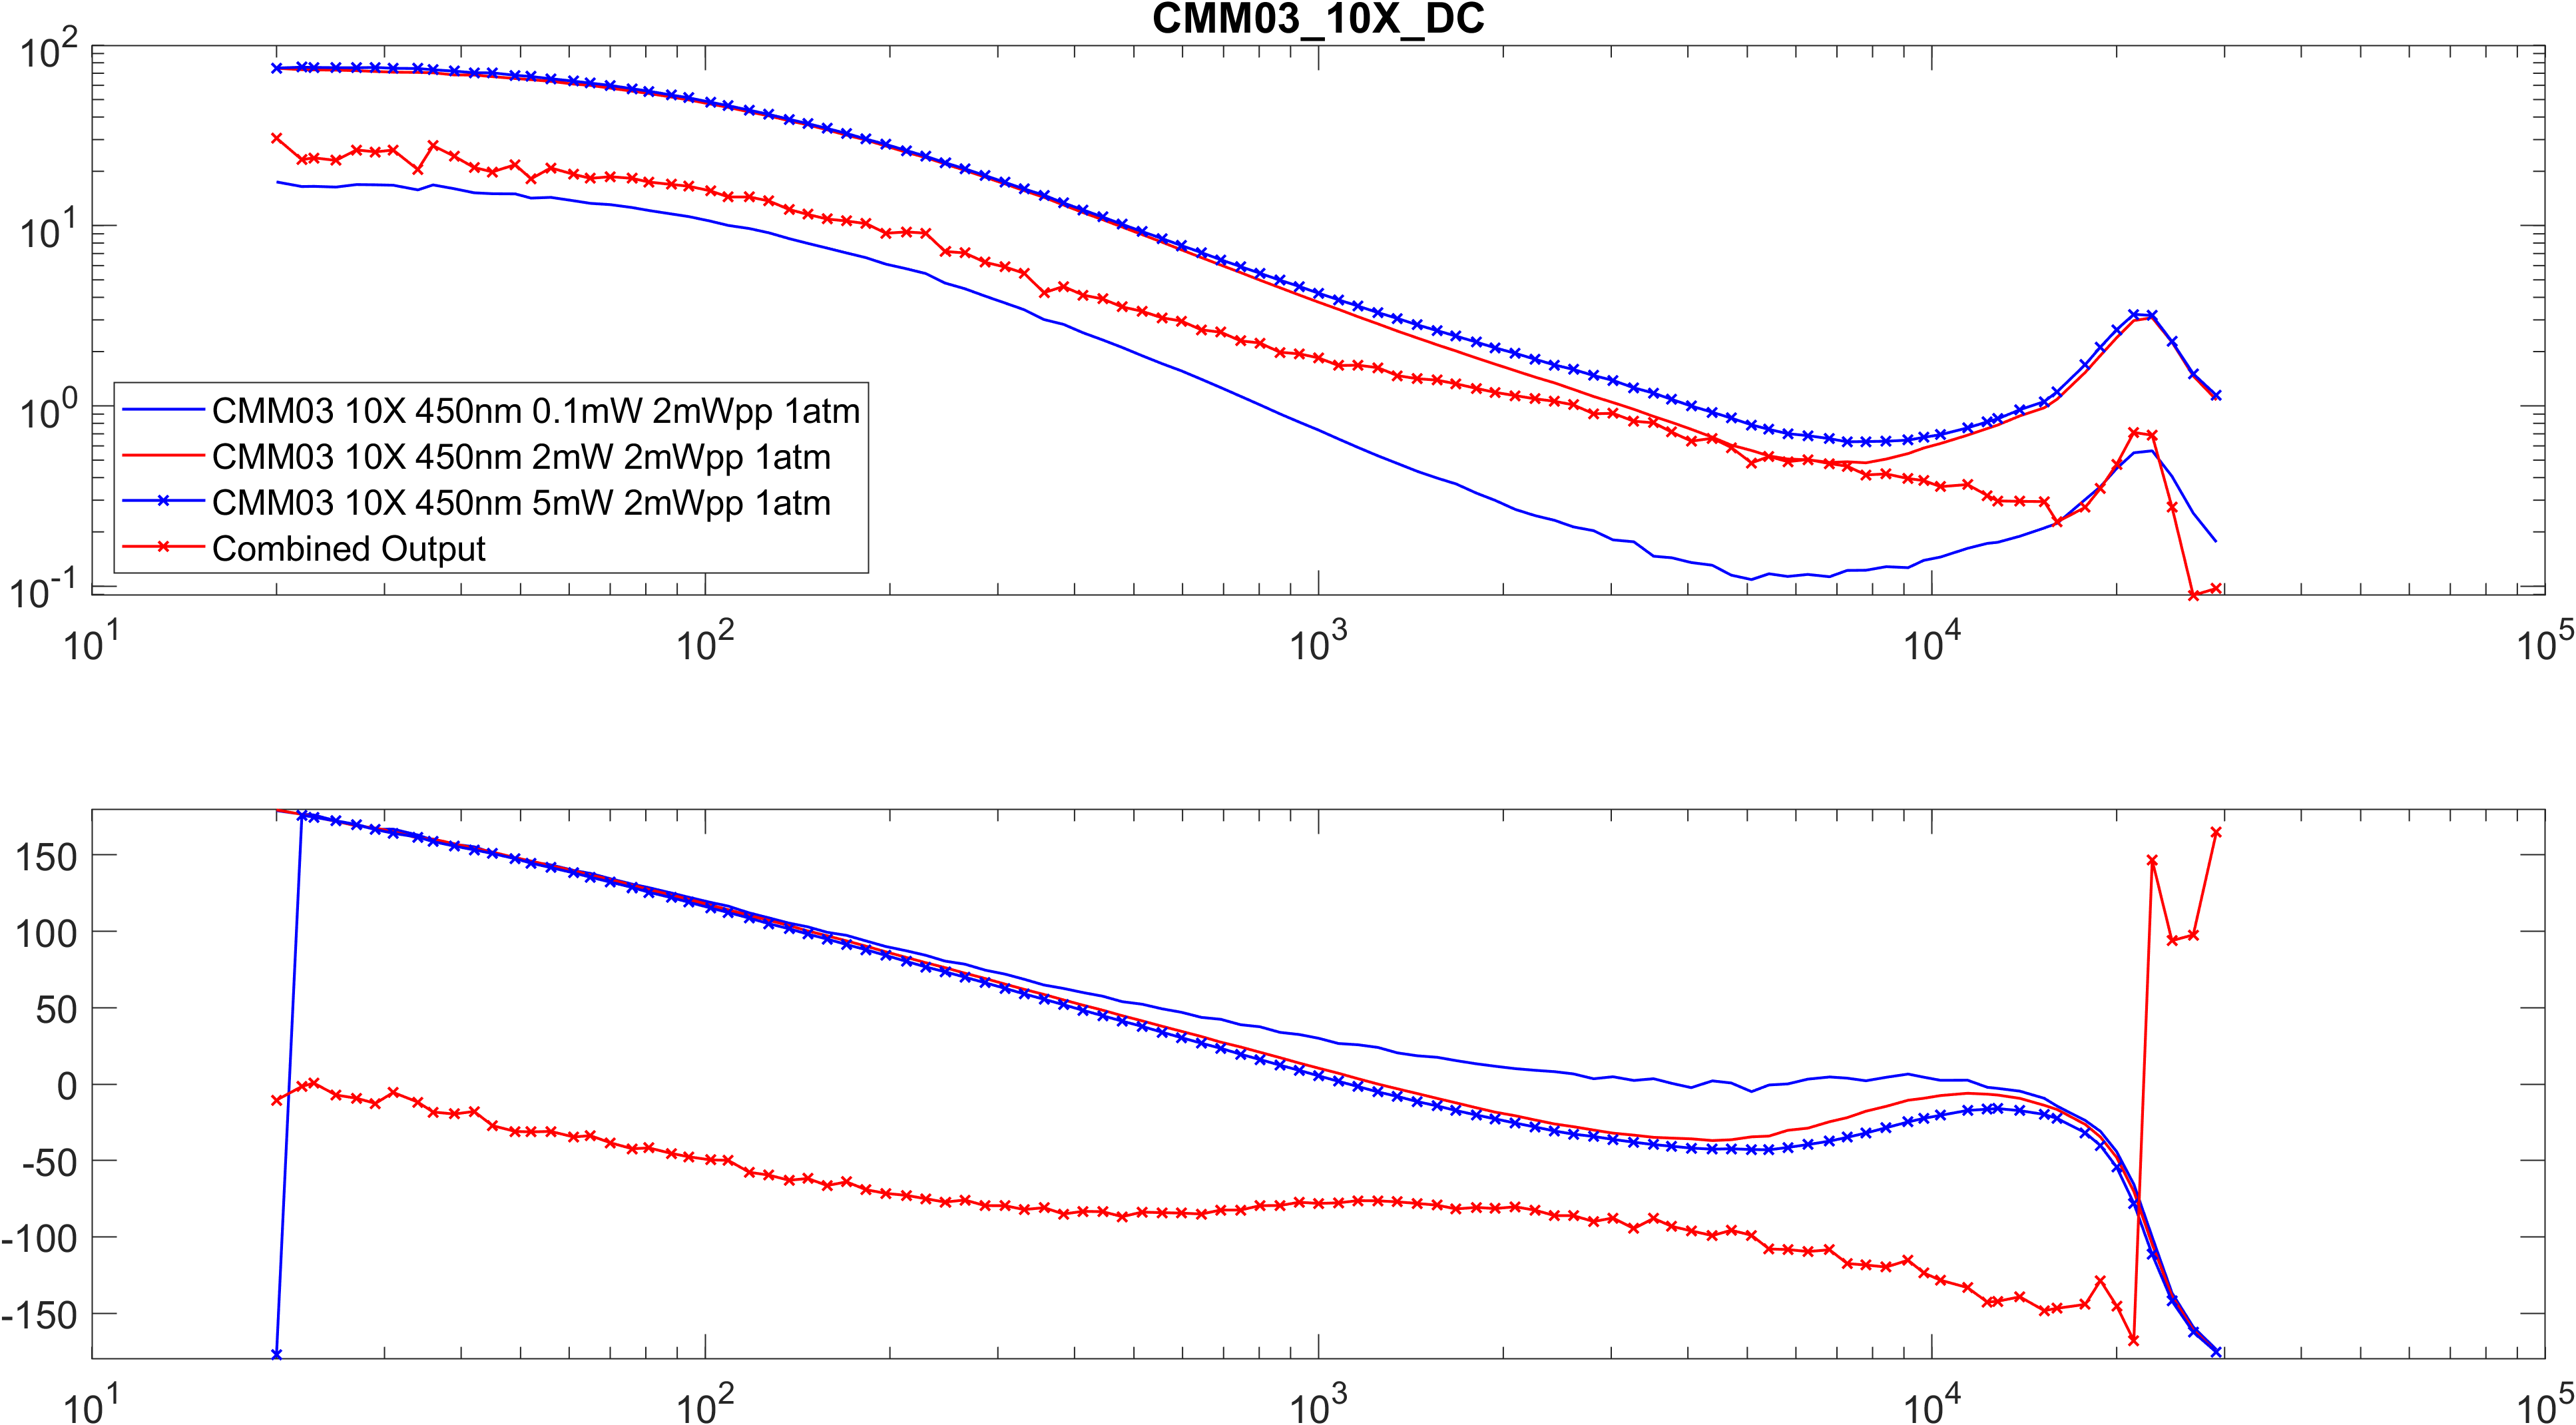 CMM03_10X_DC
10^2
10^1
10^0
10^-1
CMM03 10X 450nm 0.1mW 2mWpp 1atm
CMM03 10X 450nm 2mW 2mWpp 1atm
CMM03 10X 450nm 5mW 2mWpp 1atm
Combined Output
10^1 10^2 10^3 10^4 10^5
150
100
50
0
-50
-100
-150
10^1 10^2 10^3 10^4 10^5